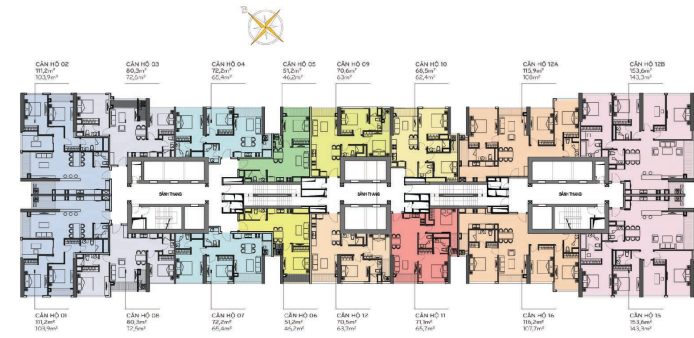 CĂN HỘ 02
111,2m²
103,9m²
CĂN HỘ 03
80,3m²
72,5m²
CĂN HỘ 04
72,2m²
65,4m²
CĂN HỘ 05
51,2m²
46,2m²
CĂN HỘ 09
70,6m²
63m²
CĂN HỘ 10
68,5m²
62,4m²
CĂN HỘ 12A
115,9m²
108m²
CĂN HỘ 12B
153,6m²
143,3m²
SẢNH THANG
SẢNH THANG
SẢNH THANG
SẢNH THANG
SẢNH THANG
CĂN HỘ 01
111,2m²
103,9m²
CĂN HỘ 08
80,3m²
72,5m²
CĂN HỘ 07
72,2m²
65,4m²
CĂN HỘ 06
51,2m²
46,2m²
CĂN HỘ 12
70,5m²
63,7m²
CĂN HỘ 11
71,1m²
65,7m²
CĂN HỘ 16
116,2m²
107,7m²
CĂN HỘ 15
153,6m²
143,3m²